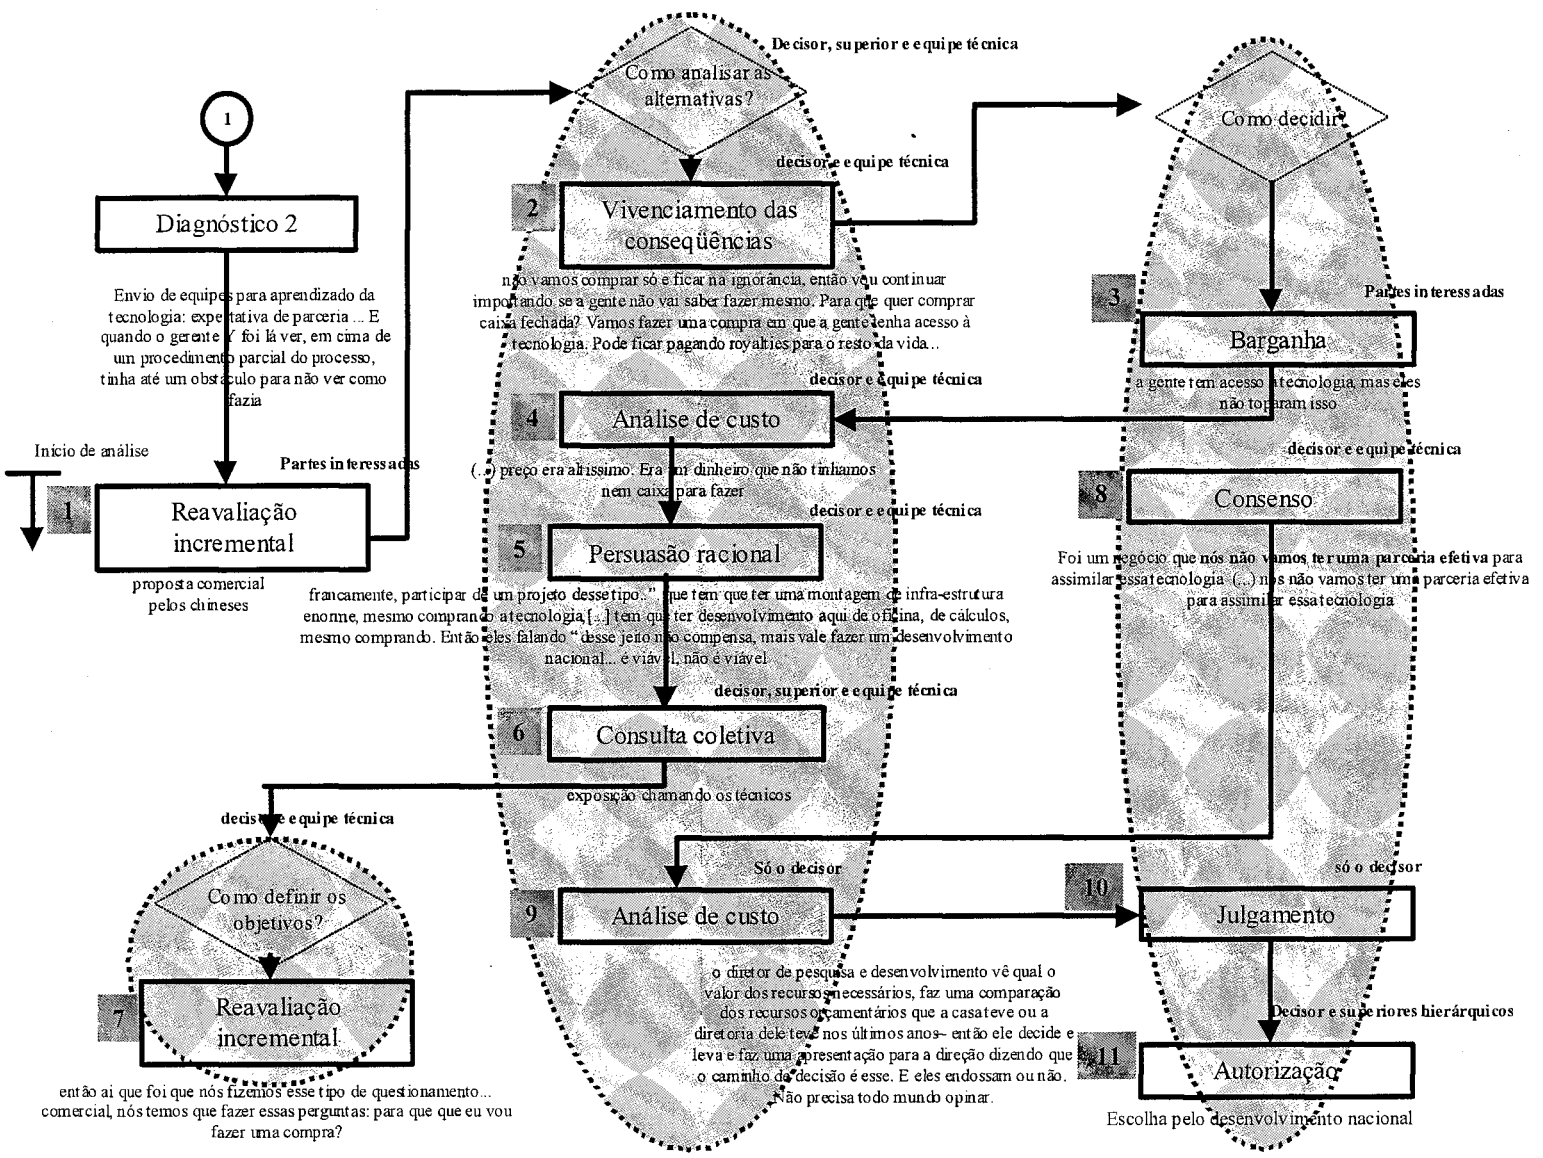 1
Diagnóstico 2
Envio de equipes para aprendizado da
tecnologia: expectativa de parceria ... E
quando o gerente Y foi lá ver, em cima de
um procedimento parcial do processo,
tinha até um obstáculo para não ver como
fazia
Início de análise
Partes interessadas
1
Reavaliação
incremental
proposta comercial
pelos chineses
Decisor, superior e equipe técnica
Como analisar as
alternativas?
decisor e equipe técnica
2
Vivenciamento das
conseqüências
não vamos comprar só e ficar na ignorância, então vou continuar
importando se a gente não vai saber fazer mesmo. Para que quer comprar
caixa fechada? Vamos fazer uma compra em que a gente tenha acesso à
tecnologia. Pode ficar pagando royalties para o resto da vida...
Como decidir?
3
Partes interessadas
Barganha
a gente tem acesso a tecnologia, mas eles
não toparam isso
decisor e equipe técnica
4
Análise de custo
(...) preço era altíssimo. Era um dinheiro que não tínhamos
nem caixa para fazer
decisor e equipe técnica
5
Persuasão racional
francamente, participar de um projeto desse tipo." que tem que ter uma montagem de infra-estrutura
enorme, mesmo comprando a tecnologia,[...] tem que ter desenvolvimento aqui de oficina, de cálculos,
mesmo comprando. Então eles falando "desse jeito não compensa, mais vale fazer um desenvolvimento
nacional... é viável, não é viável
decisor, superior e equipe técnica
6
Consulta coletiva
exposição chamando os técnicos
decisor e equipe técnica
Como definir os
objetivos?
7
Reavaliação
incremental
então ai que foi que nós fizemos esse tipo de questionamento...
comercial, nós temos que fazer essas perguntas: para que que eu vou
fazer uma compra?
decisor e equipe técnica
8
Consenso
Foi um negócio que nós não vamos ter uma parceria efetiva para
assimilar essa tecnologia (...) nós não vamos ter uma parceria efetiva
para assimilar essa tecnologia
Só o decisor
9
Análise de custo
o diretor de pesquisa e desenvolvimento vê qual o
valor dos recursos necessários, faz uma comparação
dos recursos orçamentários que a casa teve ou a
diretoria dele teve nos últimos anos– então ele decide e
leva e faz uma apresentação para a direção dizendo que
o caminho de decisão é esse. E eles endossam ou não.
Não precisa todo mundo opinar.
10
só o decisor
Julgamento
Decisor e superiores hierárquicos
11
Autorização
Escolha pelo desenvolvimento nacional